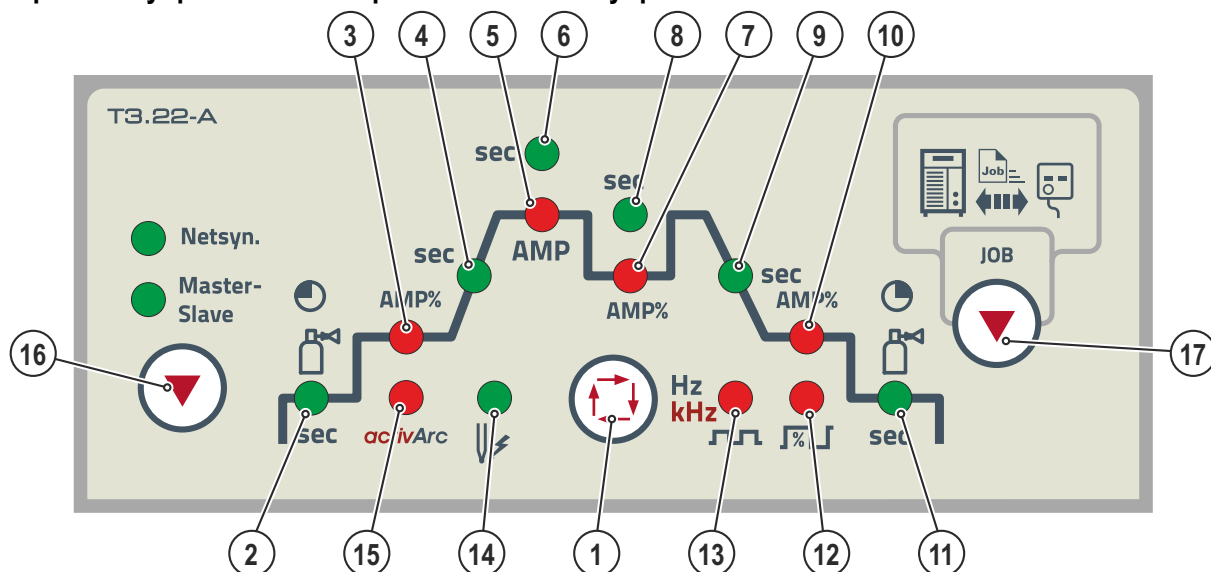 3 4 5 6 8 7 9 10
T3.22-A
sec
sec
Job
Netsyn.
sec
AMP
sec
JOB
Master-
Slave
AMP%
AMP%
AMP%
16
17
Hz
kHz
sec
activArc
%
sec
2 15 14 1 13 12 11